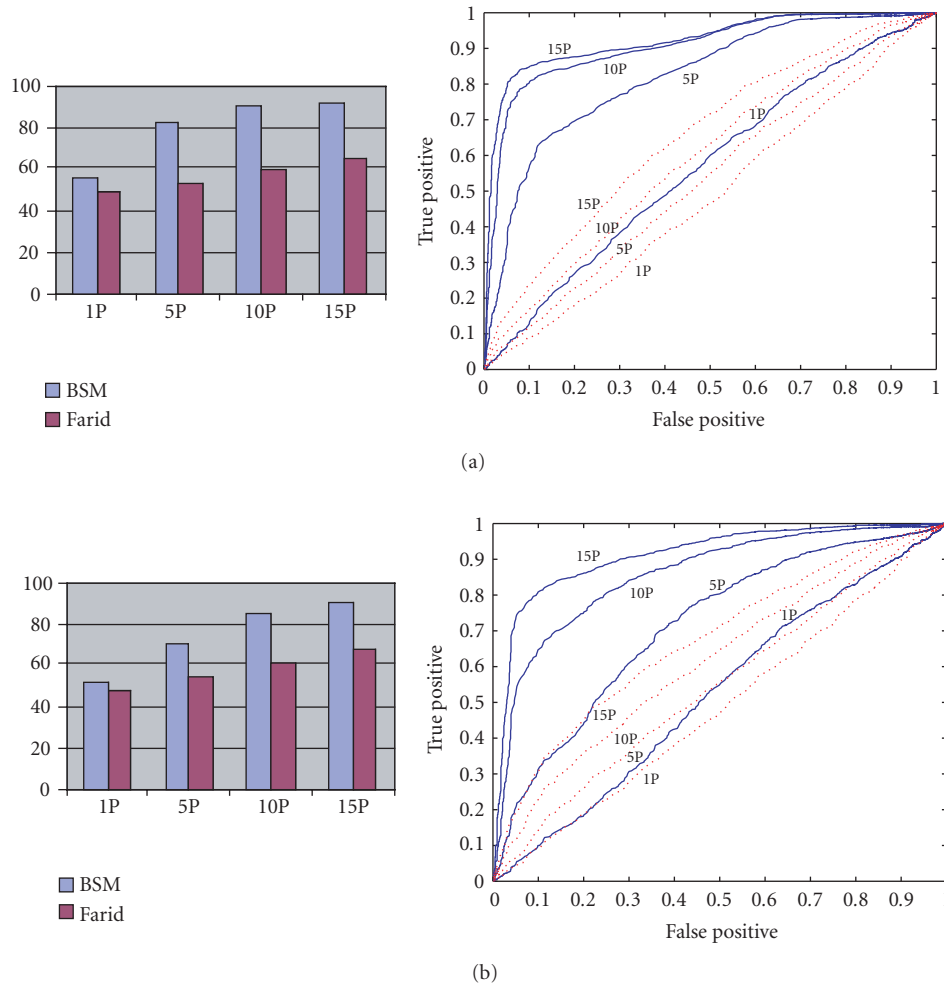 100
80
60
40
20
0
1P 5P 10P 15P
BSM
Farid
1
0.9
0.8
0.7
0.6
0.5
0.4
0.3
0.2
0.1
0
True positive
15P
10P
5P
1P
15P
10P
5P
1P
0 0.1 0.2 0.3 0.4 0.5 0.6 0.7 0.8 0.9 1
False positive
(a)
100
80
60
40
20
0
1P 5P 10P 15P
BSM
Farid
1
0.9
0.8
0.7
0.6
0.5
0.4
0.3
0.2
0.1
0
True positive
15P
10P
5P
1P
15P
10P
5P
1P
0 0.1 0.2 0.3 0.4 0.5 0.6 0.7 0.8 0.9
False positive
(b)